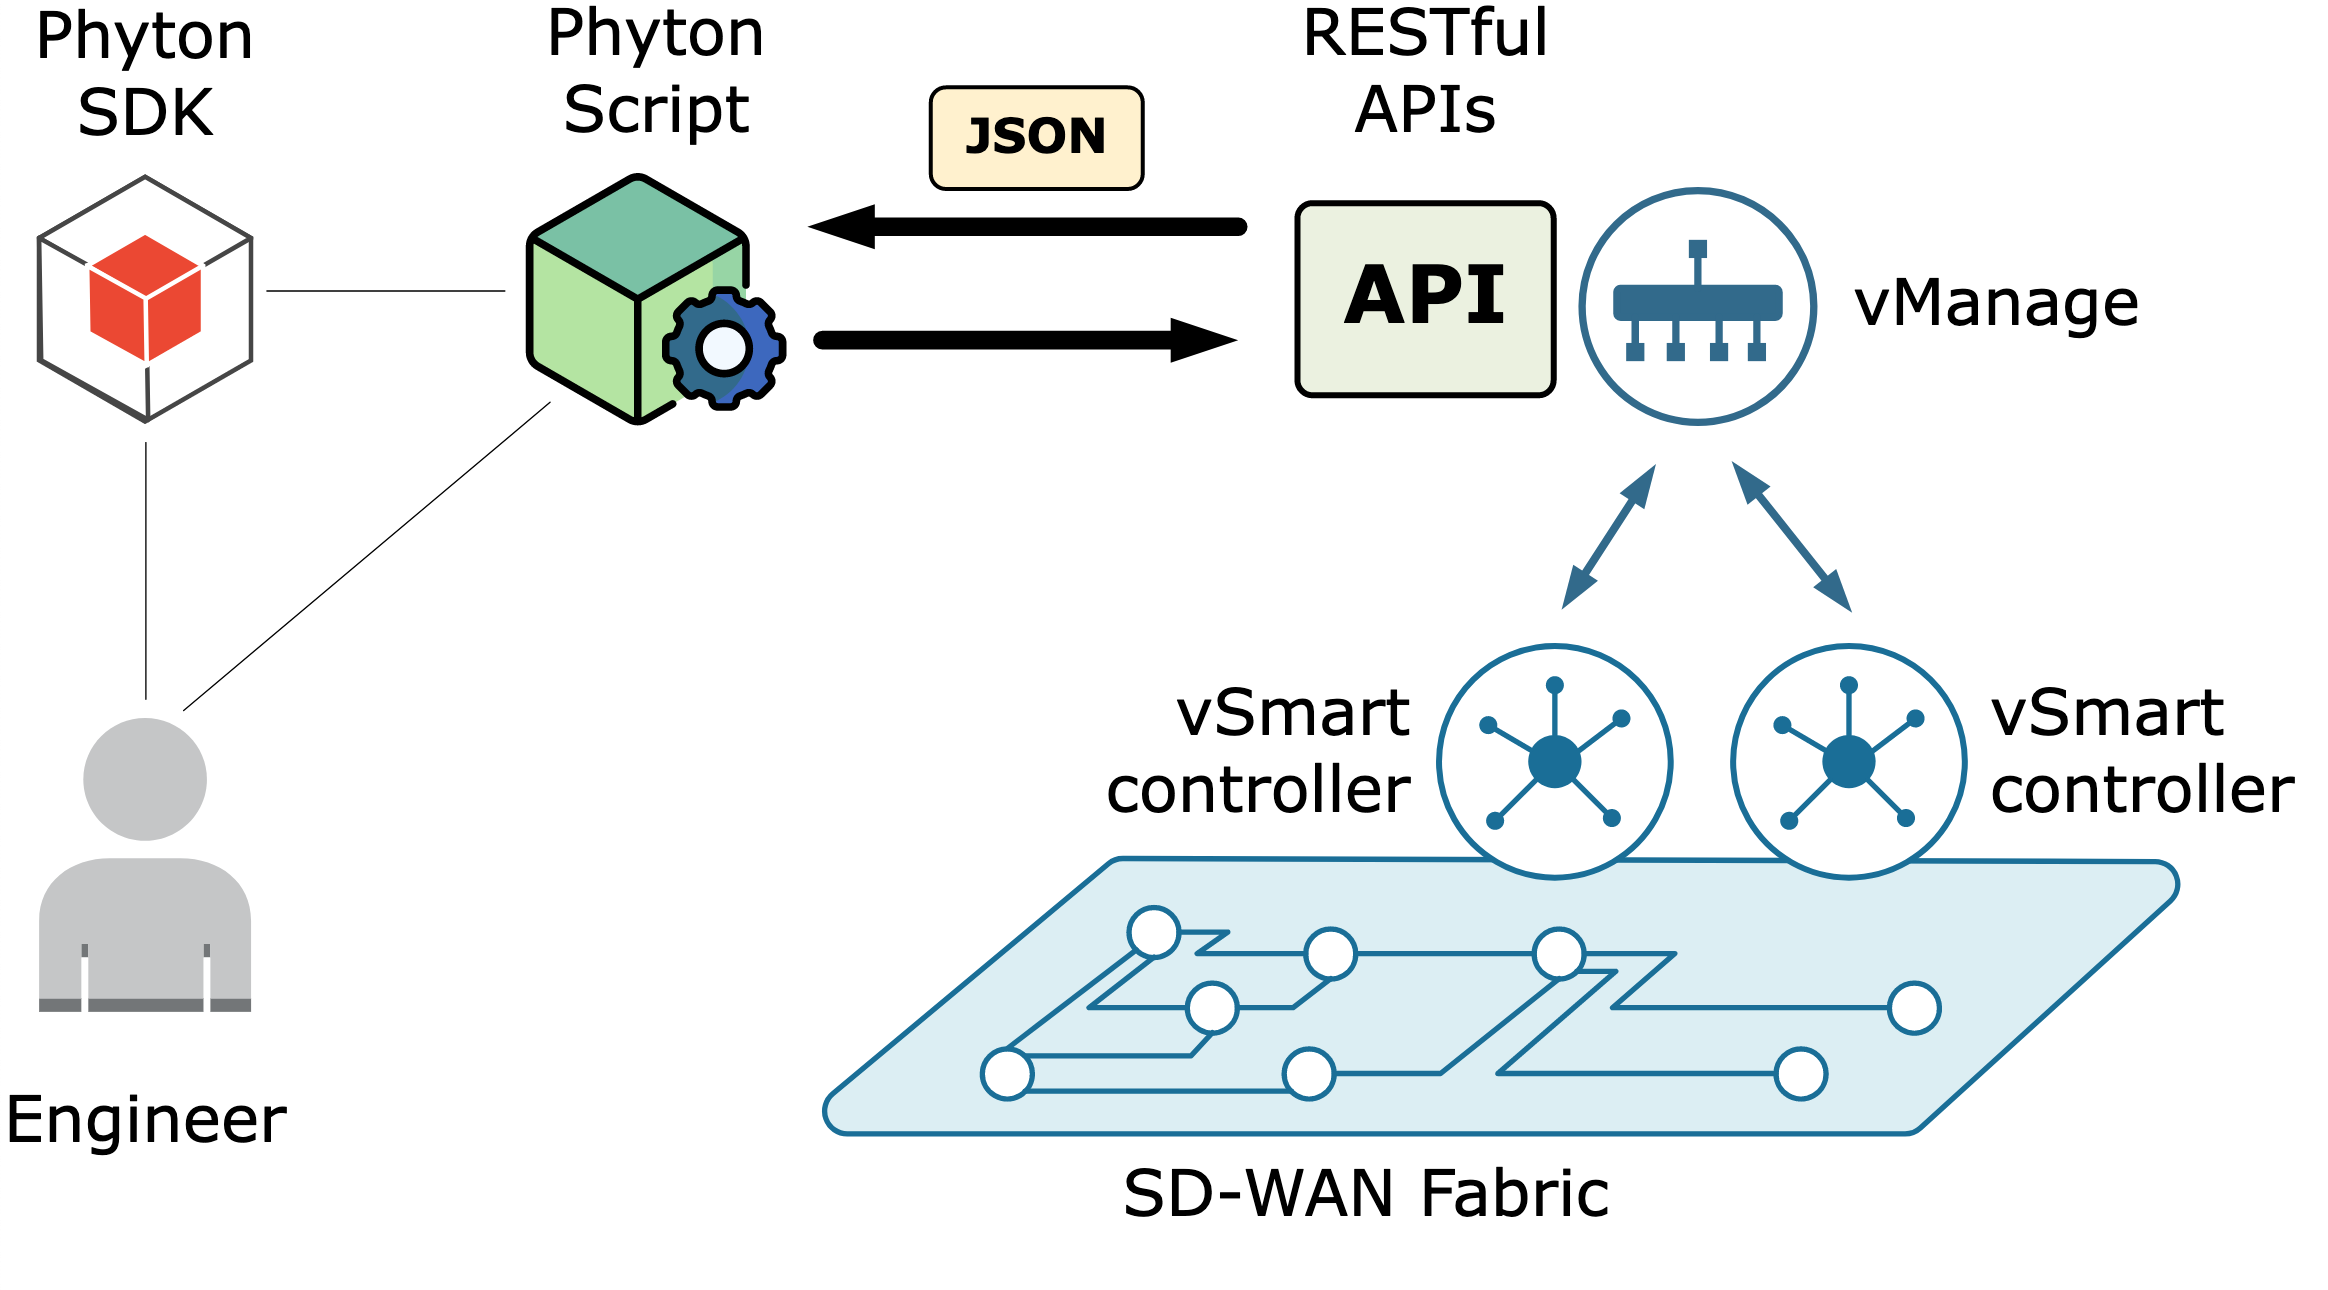 Phyton
SDK
Phyton
Script
JSON
RESTful
APIs
API
vManage
vSmart
controller
vSmart
controller
Engineer
SD-WAN Fabric